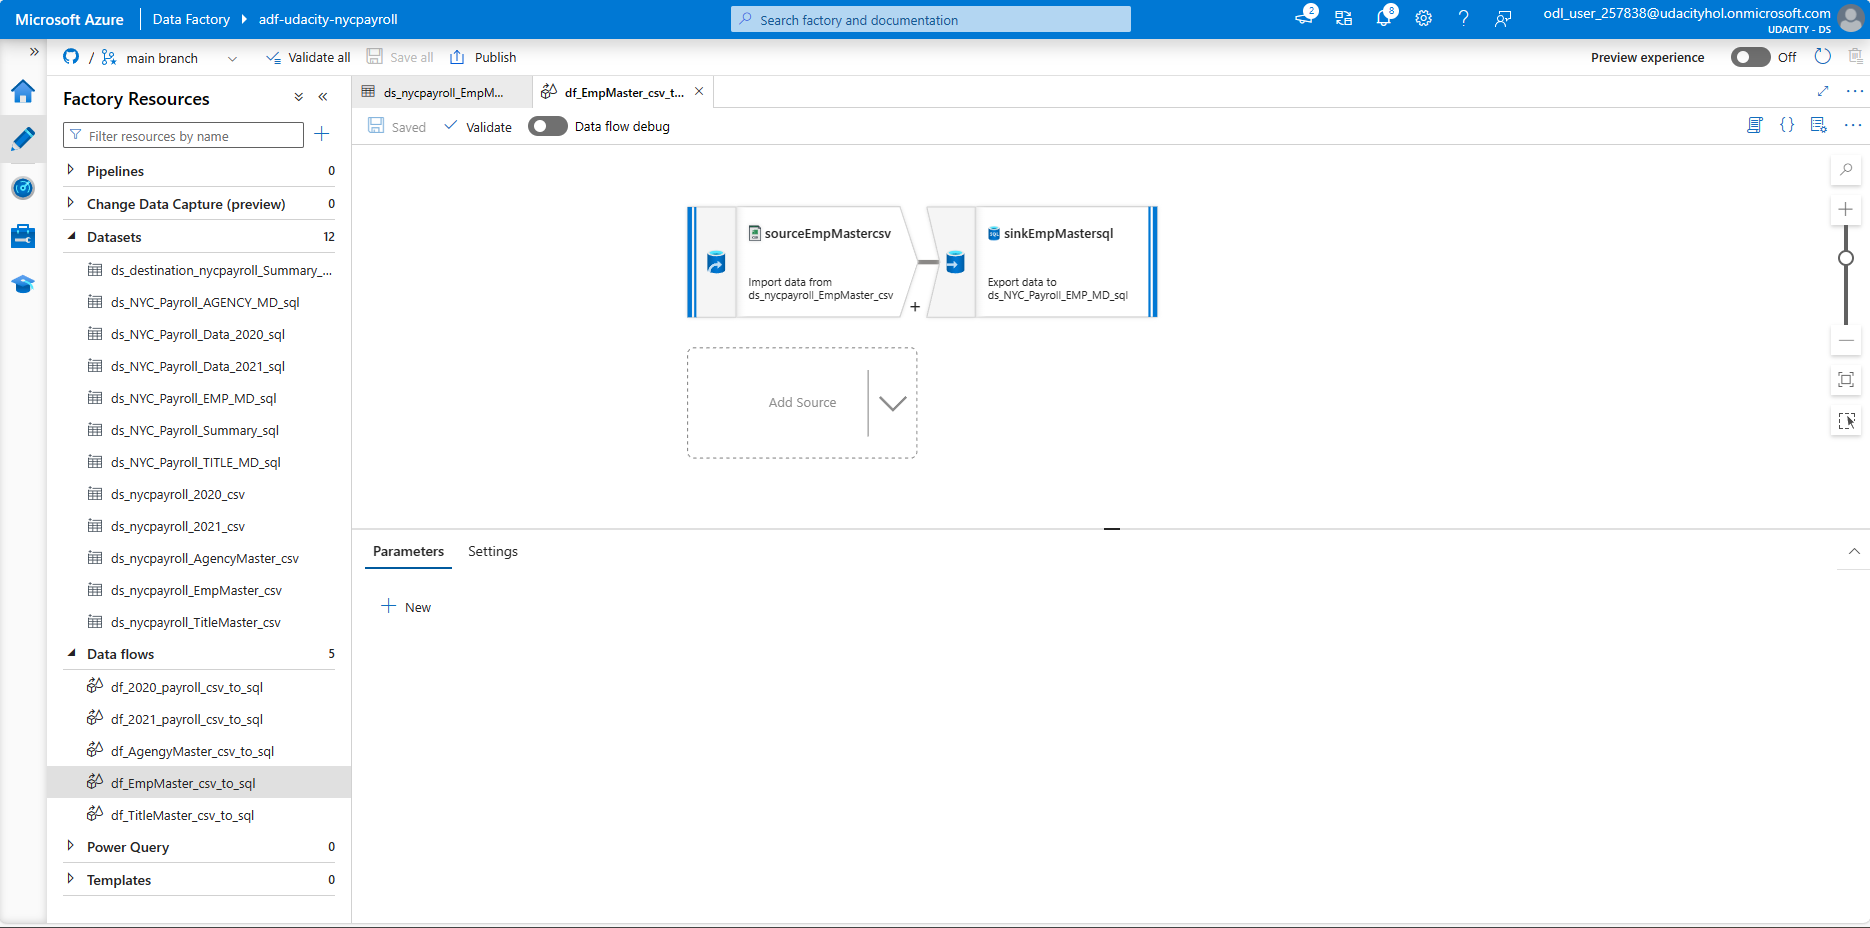 Microsoft Azure
Data Factory
adf-udacity-nycpayroll
Search factory and documentation
2
8
odl_user_257838@udacityhol.onmicrosoft.com
UDACITY - DS
/
main branch
Validate all
Save all
Publish
Preview experience
Off
Factory Resources
Filter resources by name
Pipelines
0
Change Data Capture (preview)
0
Datasets
12
ds_destination_nycpayroll_Summary_...
ds_NYC_Payroll_AGENCY_MD_sql
ds_NYC_Payroll_Data_2020_sql
ds_NYC_Payroll_Data_2021_sql
ds_NYC_Payroll_EMP_MD_sql
ds_NYC_Payroll_Summary_sql
ds_NYC_Payroll_TITLE_MD_sql
ds_nycpayroll_2020_csv
ds_nycpayroll_2021_csv
ds_nycpayroll_AgencyMaster_csv
ds_nycpayroll_EmpMaster_csv
ds_nycpayroll_TitleMaster_csv
Data flows
5
df_2020_payroll_csv_to_sql
df_2021_payroll_csv_to_sql
df_AgengyMaster_csv_to_sql
df_EmpMaster_csv_to_sql
df_TitleMaster_csv_to_sql
Power Query
0
Templates
0
ds_nycpayroll_EmpM...
df_EmpMaster_csv_t...
Saved
Validate
Data flow debug
sourceEmpMastercsv
Import data from
ds_nycpayroll_EmpMaster_csv
sinkEmpMastersql
Export data to
ds_NYC_Payroll_EMP_MD_sql
Add Source
Parameters
Settings
New